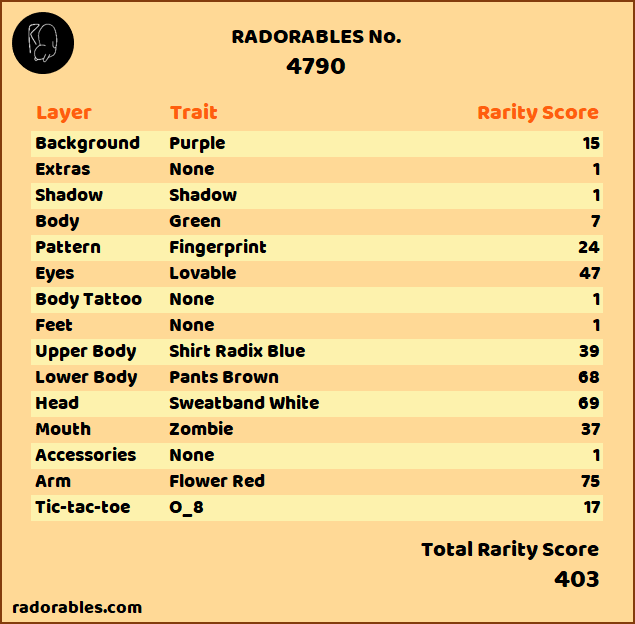 RADORABLES No.
4790
Layer Trait Rarity Score
Background Purple 15
Extras None 1
Shadow Shadow 1
Body Green 7
Pattern Fingerprint 24
Eyes Lovable 47
Body Tattoo None 1
Feet None 1
Upper Body Shirt Radix Blue 39
Lower Body Pants Brown 68
Head Sweatband White 69
Mouth Zombie 37
Accessories None 1
Arm Flower Red 75
Tic-tac-toe O_8 17
Total Rarity Score
403
radorables.com